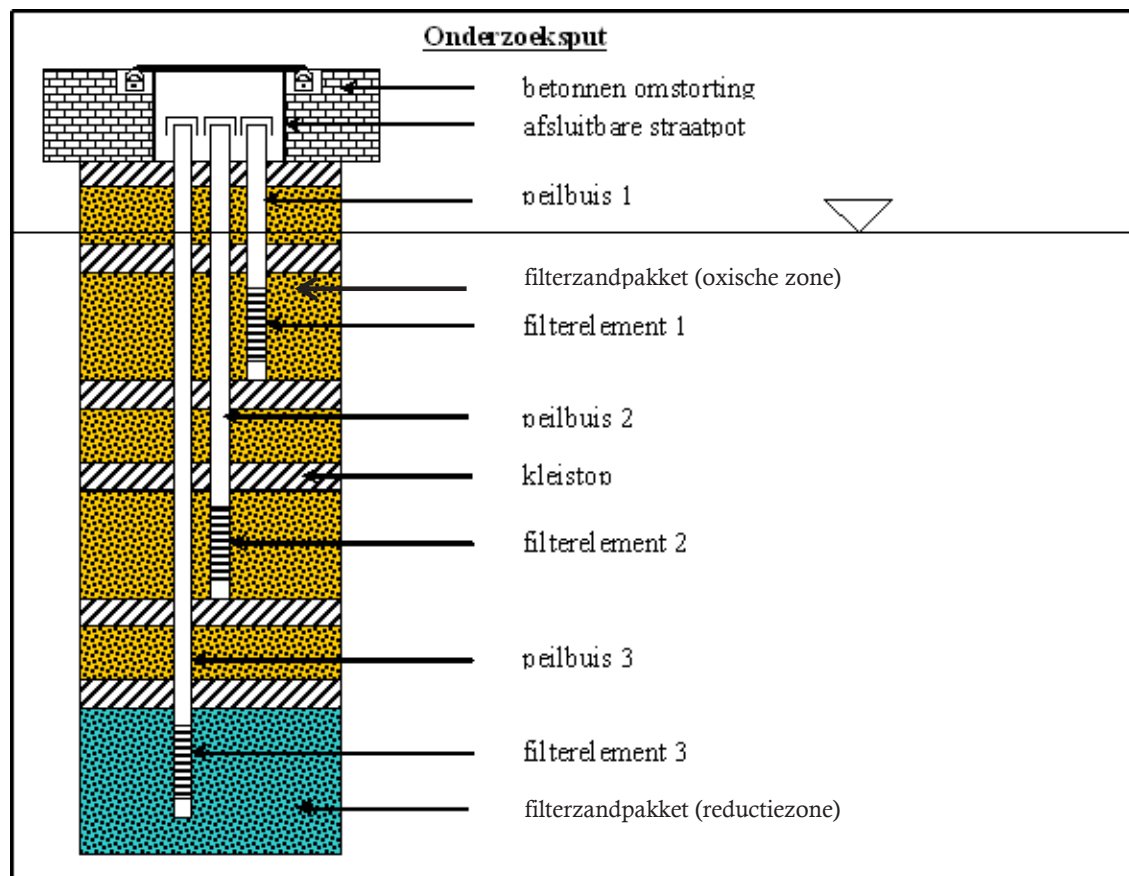 Onderzoeksput
betonnen omstorting
afsluitbare straatpot
peilbuis 1
filterzandpakket (oxische zone)
filterelement 1
peilbuis 2
kleistop
filterelement 2
peilbuis 3
filterelement 3
filterzandpakket (reductiezone)